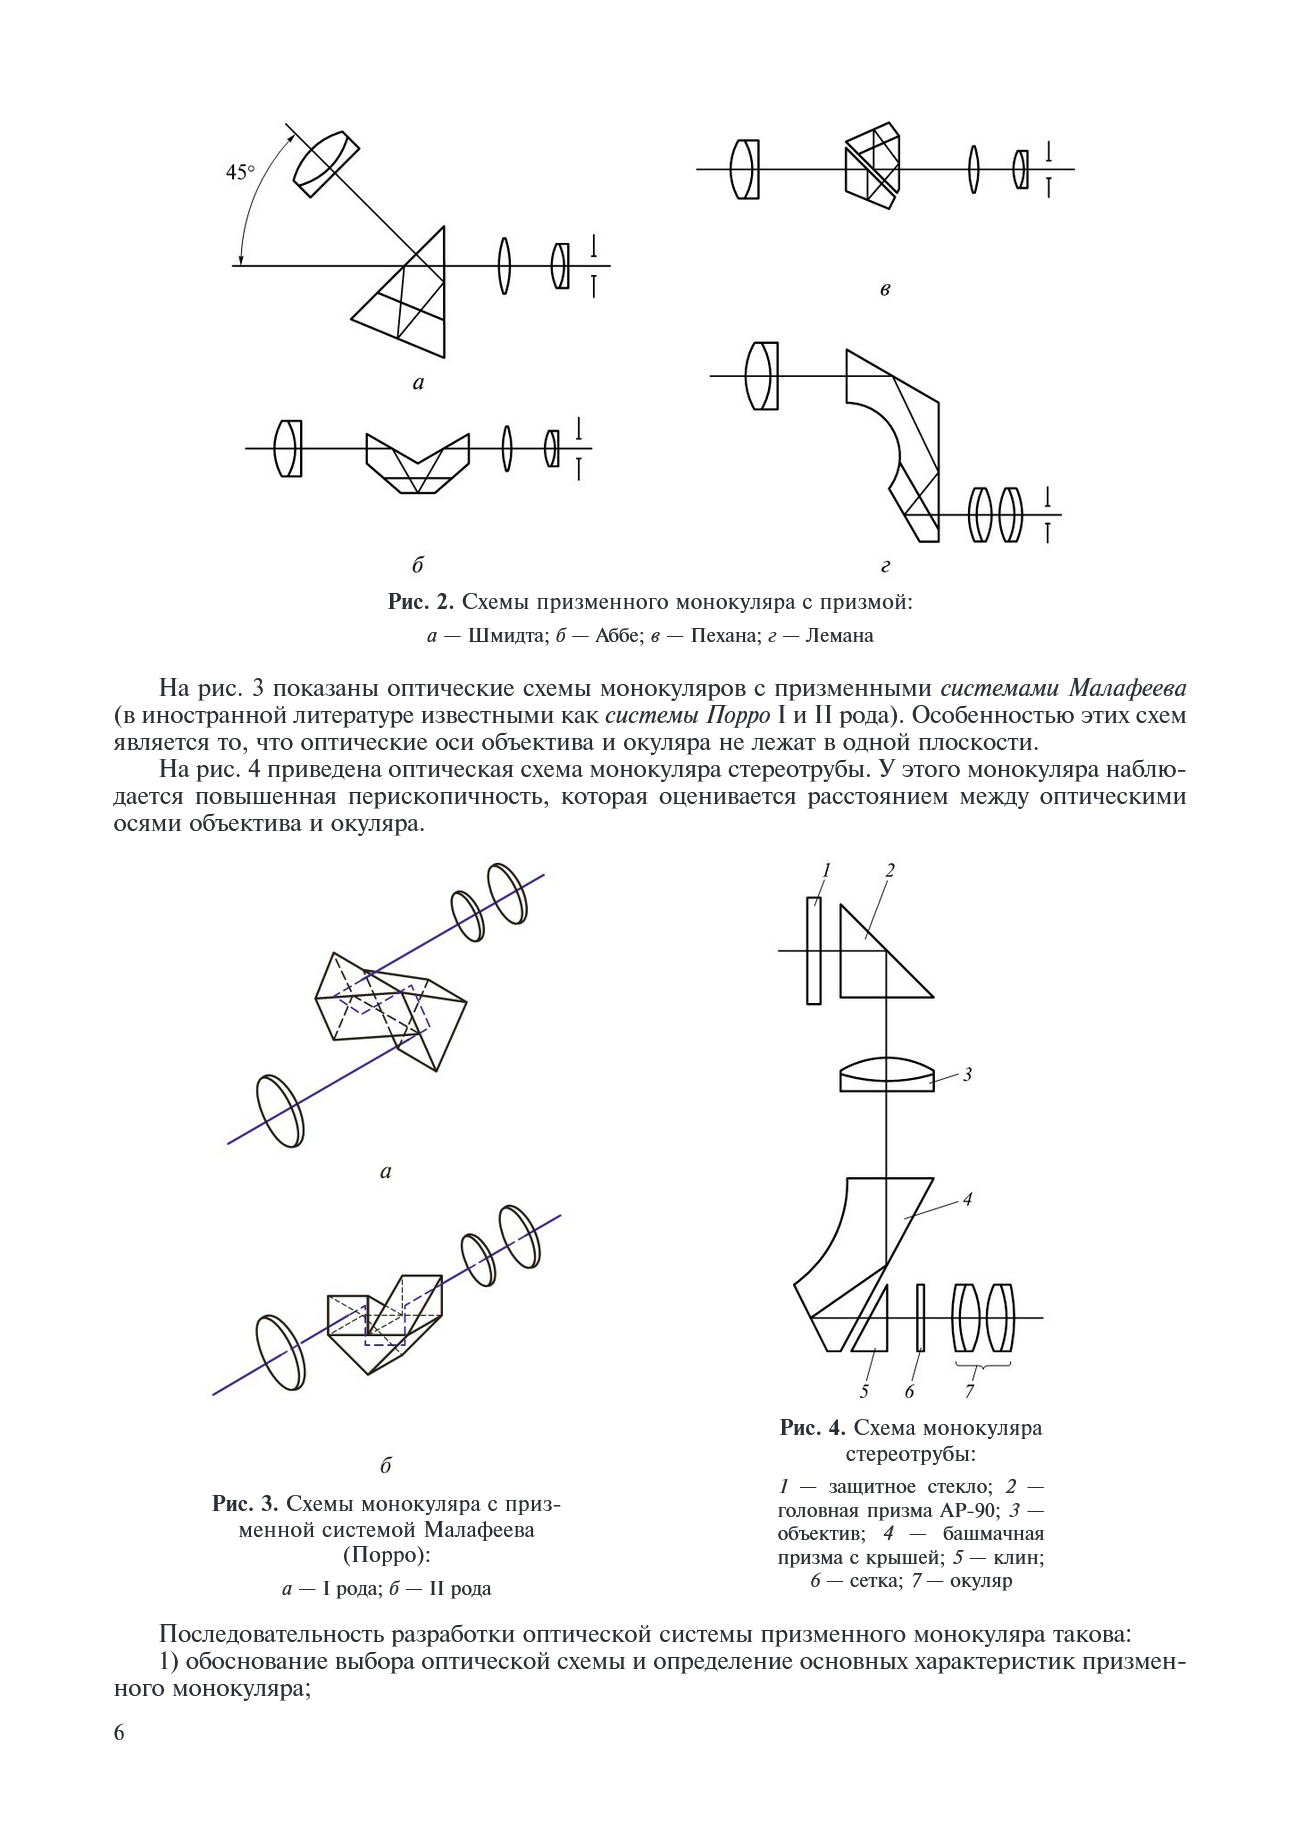 45°
а
б
в
г
Рис. 2. Схемы призменного монокуляра с призмой:
а — Шмидта; б — Аббе; в — Пехана; г — Лемана
На рис. 3 показаны оптические схемы монокуляров с призменными системами Малафеева
(в иностранной литературе известными как системы Порро I и II рода). Особенностью этих схем
является то, что оптические оси объектива и окуляра не лежат в одной плоскости.
На рис. 4 приведена оптическая схема монокуляра стереотрубы. У этого монокуляра наблю-
дается повышенная перископичность, которая оценивается расстоянием между оптическими
осями объектива и окуляра.
а
б
Рис. 3. Схемы монокуляра с приз-
менной системой Малафеева
(Порро):
а — I рода; б — II рода
1
2
3
4
5
6
7
Рис. 4. Схема монокуляра
стереотрубы:
1 — защитное стекло; 2 —
головная призма АР-90; 3 —
объектив; 4 — башмачная
призма с крышей; 5 — клин;
6 — сетка; 7 — окуляр
Последовательность разработки оптической системы призменного монокуляра такова:
1) обоснование выбора оптической схемы и определение основных характеристик призмен-
ного монокуляра;
6